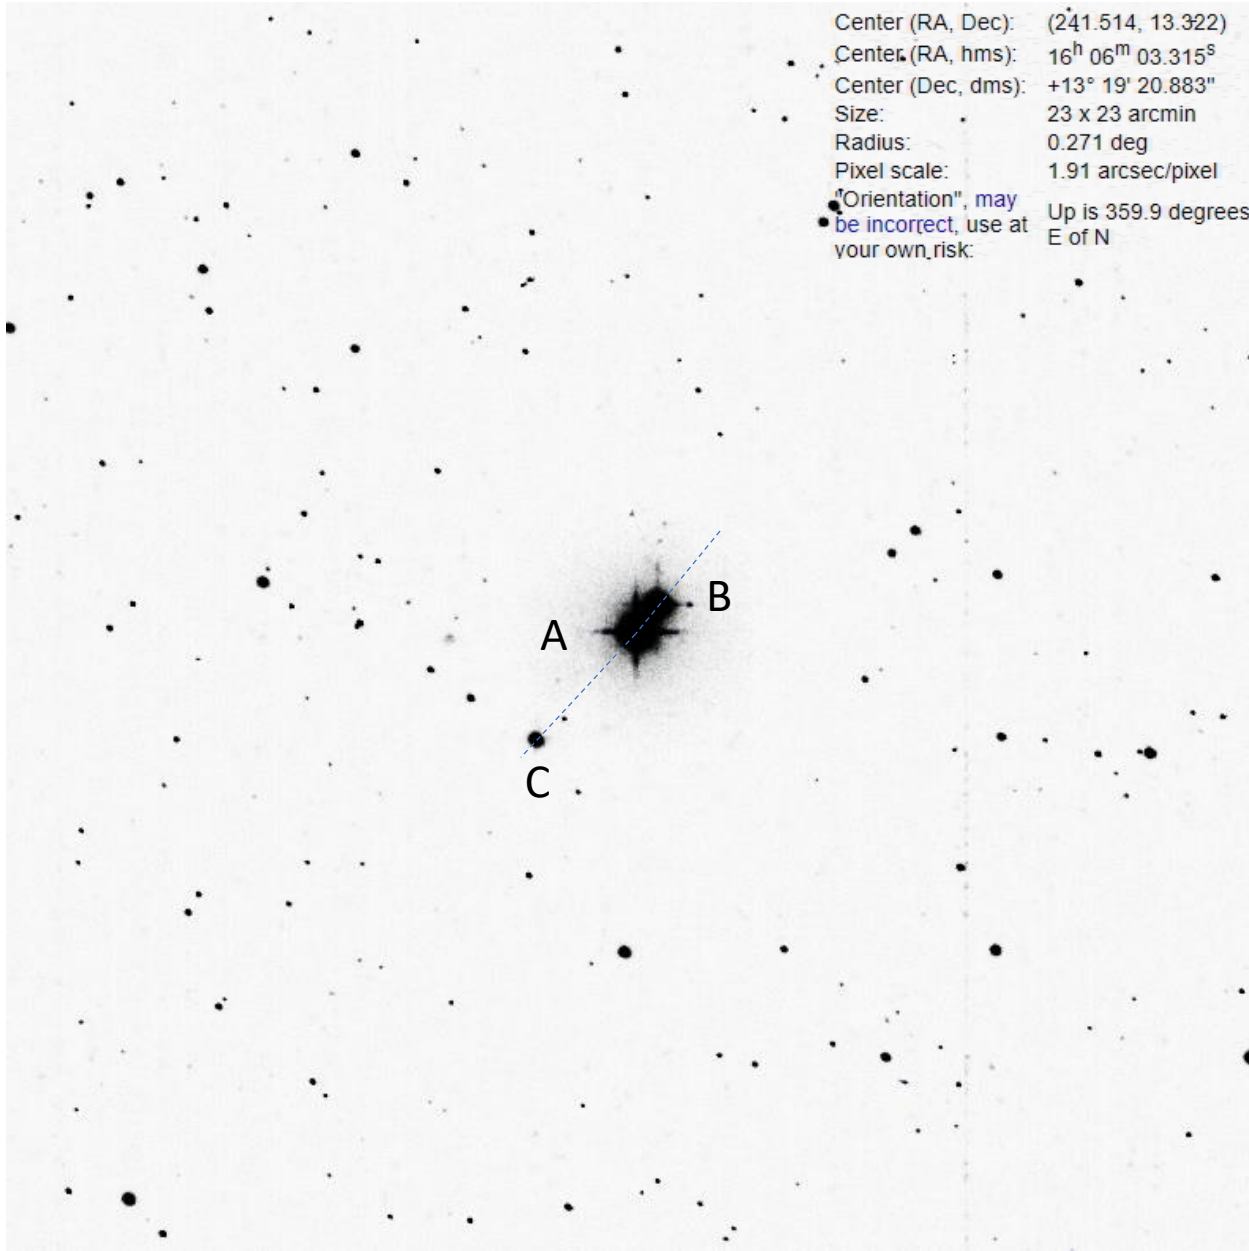 Center (RA, Dec): (241.514, 13.322)
Center (RA, hms): 16h 06m 03.315s
Center (Dec, dms): +13° 19' 20.883"
Size: 23 x 23 arcmin
Radius: 0.271 deg
Pixel scale: 1.91 arcsec/pixel
"Orientation", may be incorrect, use at your own risk: Up is 359.9 degrees E of N
B
A
C